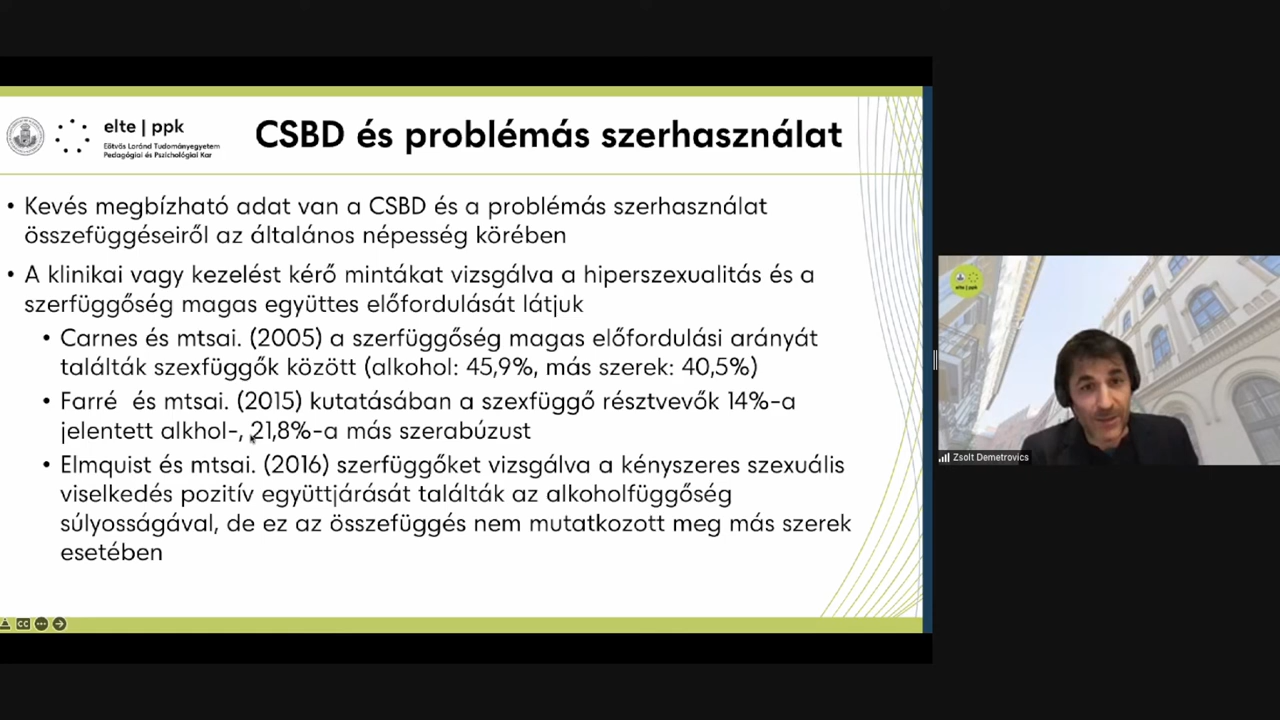 elte | ppk
Eötvös Loránd Tudományegyetem
Pedagógiai és Pszichológiai Kar
CSBD és problémás szerhasználat
• Kevés megbízható adat van a CSBD és a problémás szerhasználat
összefüggéseiről az általános népesség körében
• A klinikai vagy kezelést kérő mintákat vizsgálva a hiperszexualitás és a
szerfüggőség magas együttes előfordulását látjuk
• Carnes és mtsai. (2005) a szerfüggőség magas előfordulási arányát
találták szexfüggők között (alkohol: 45,9%, más szerek: 40,5%)
• Farré és mtsai. (2015) kutatásában a szexfüggő résztvevők 14%-a
jelentett alkhol-, 21,8%-a más szerabúzust
• Elmquist és mtsai. (2016) szerfüggőket vizsgálva a kényszeres szexuális
viselkedés pozitív együttjárását találták az alkoholfüggőség
súlyosságával, de ez az összefüggés nem mutatkozott meg más szerek
esetében
CC
elte | ppk
Zsolt Demetrovics